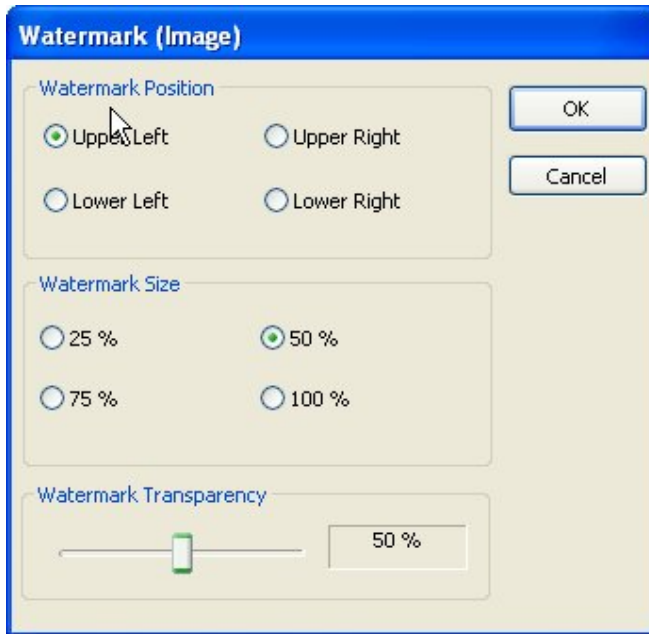 Watermark (Image)
Watermark Position
OK
Upper Left Upper Right
Cancel
Lower Left Lower Right
Watermark Size
25 % 50 %
75 % 100 %
Watermark Transparency
50 %